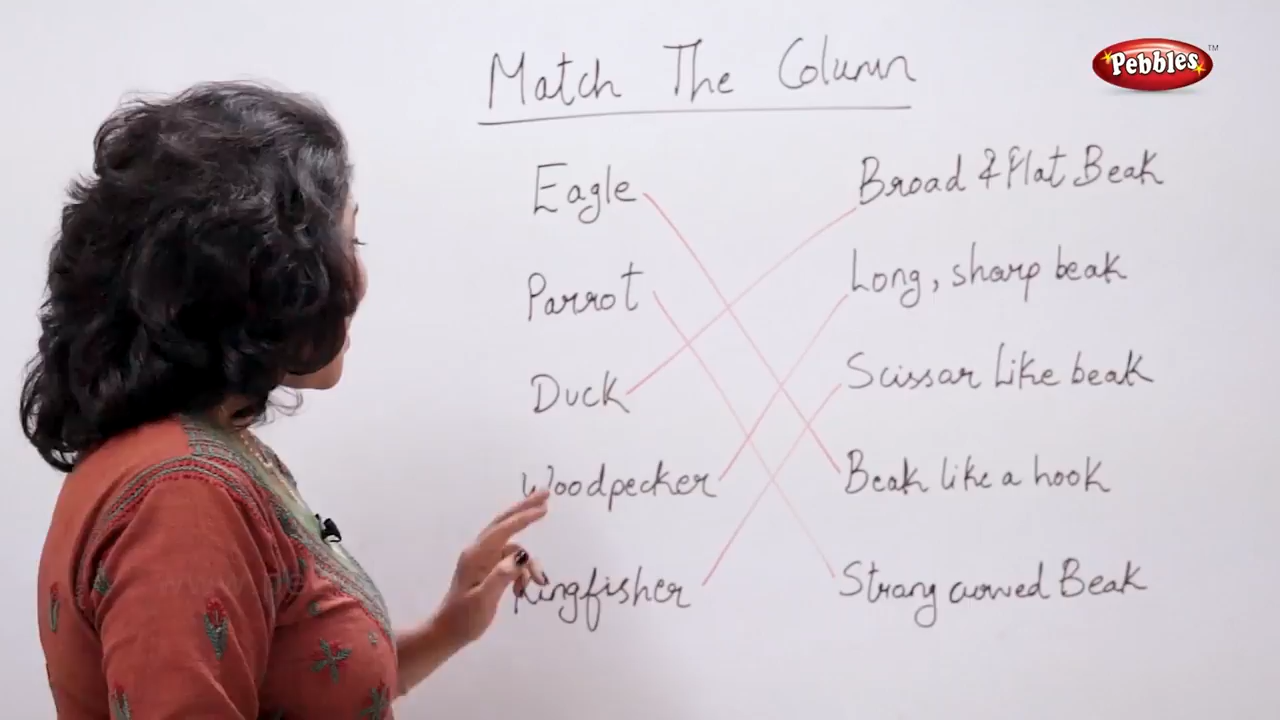 Pebbles™
Match The Column
Eagle Broad & Flat Beak
Parrot Long, sharp beak
Duck Scissar Like beak
Woodpecker Beak like a hook
Kingfisher Strong curved Beak